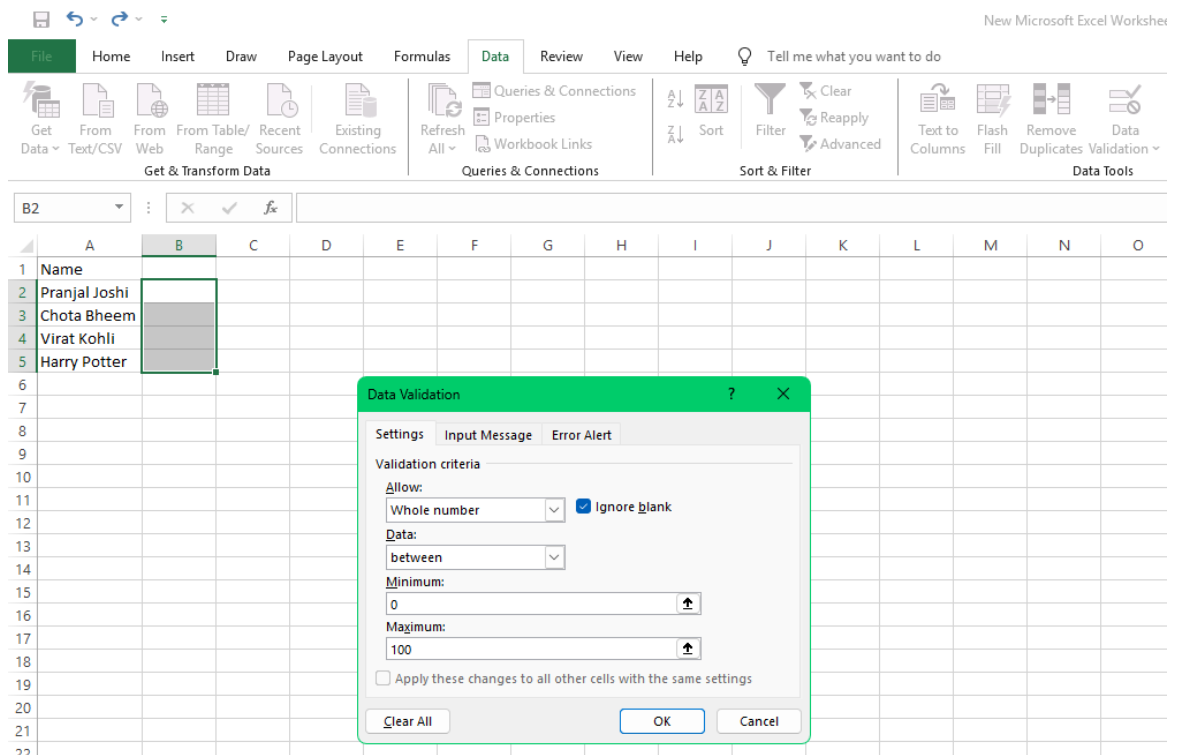 New Microsoft Excel Workshee
File Home Insert Draw Page Layout Formulas Data Review View Help Tell me what you want to do
Get Data From Text/CSV From Web From Table/ Range Recent Sources Existing Connections
Refresh All Queries & Connections Properties Workbook Links
Sort Filter Clear Reapply Advanced
Text to Columns Flash Fill Remove Duplicates Data Validation
Get & Transform Data Queries & Connections Sort & Filter Data Tools
B2 fx
A B C D E F G H I J K L M N O
1 Name
2 Pranjal Joshi
3 Chota Bheem
4 Virat Kohli
5 Harry Potter
6
7
8
9
10
11
12
13
14
15
16
17
18
19
20
21
22
Data Validation ?
Settings Input Message Error Alert
Validation criteria
Allow:
Whole number Ignore blank
Data:
between
Minimum:
0
Maximum:
100
Apply these changes to all other cells with the same settings
Clear All OK Cancel